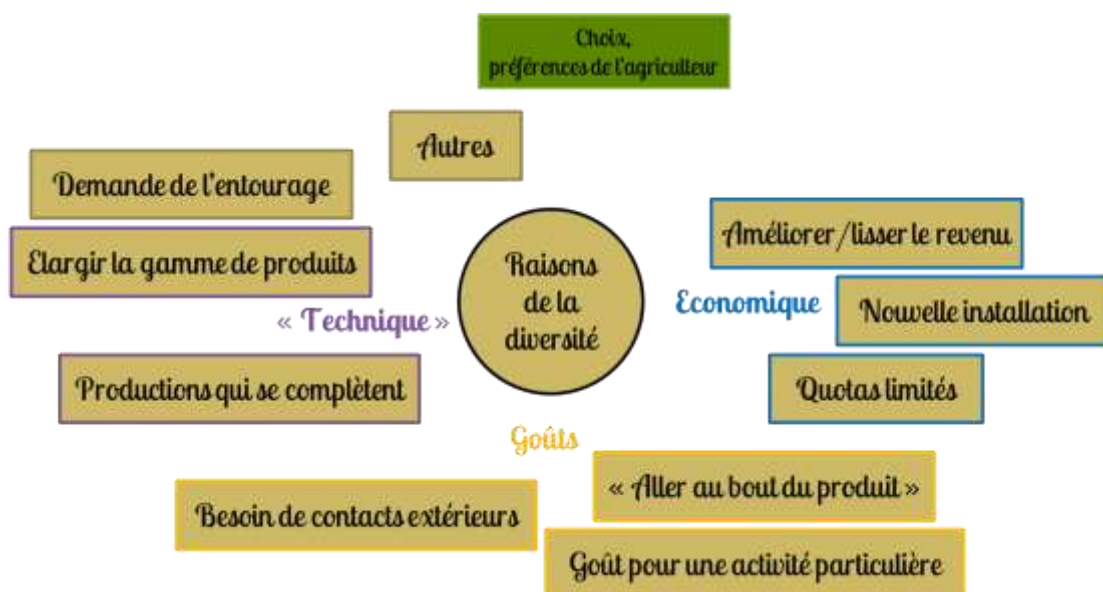 Choix,
préférences de l'agriculteur
Autres
Demande de l'entourage
Elargir la gamme de produits
« Technique »
Productions qui se complètent
Raisons
de la
diversité
Améliorer/lisser le revenu
Economique
Nouvelle installation
Quotas limités
Goûts
« Aller au bout du produit »
Besoin de contacts extérieurs
Goût pour une activité particulière